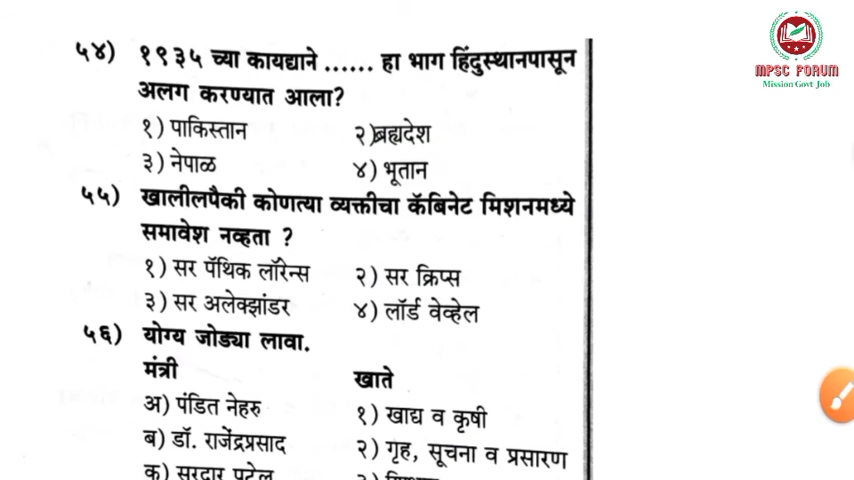 MPSC FORUM
Mission Govt Job
५४) १९३५ च्या कायद्याने ...... हा भाग हिंदुस्थानपासून
अलग करण्यात आला?
१) पाकिस्तान २) ब्रह्मदेश
३) नेपाळ ४) भूतान
५५) खालीलपैकी कोणत्या व्यक्तीचा कॅबिनेट मिशनमध्ये
समावेश नव्हता ?
१) सर पॅथिक लॉरेन्स २) सर क्रिप्स
३) सर अलेक्झांडर ४) लॉर्ड वेव्हेल
५६) योग्य जोड्या लावा.
मंत्री खाते
अ) पंडित नेहरु १) खाद्य व कृषी
ब) डॉ. राजेंद्रप्रसाद २) गृह, सूचना व प्रसारण
क) सरदार पटेल